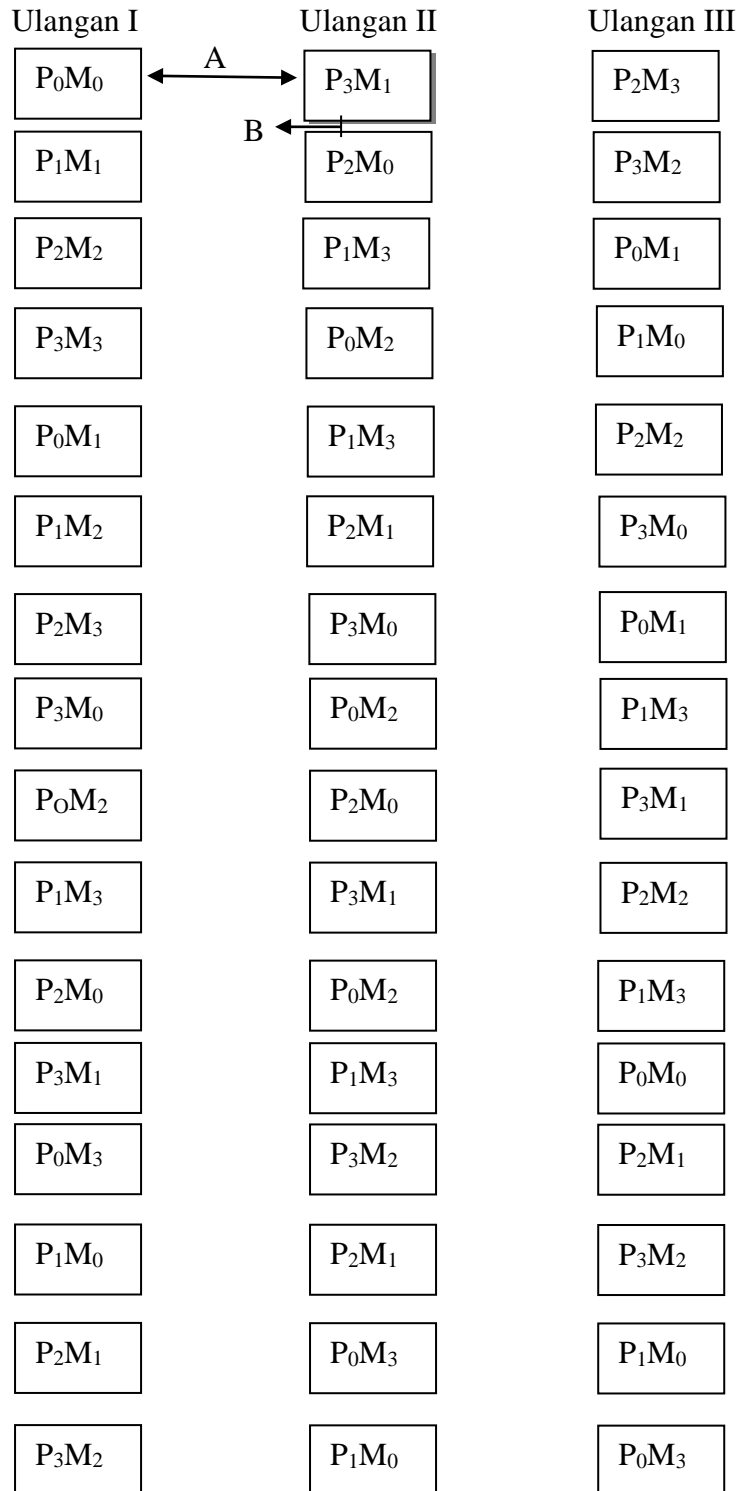 Ulangan I Ulangan II Ulangan III
P₀M₀ A P₃M₁ P₂M₃
B
P₁M₁ P₂M₀ P₃M₂
P₂M₂ P₁M₃ P₀M₁
P₃M₃ P₀M₂ P₁M₀
P₀M₁ P₁M₃ P₂M₂
P₁M₂ P₂M₁ P₃M₀
P₂M₃ P₃M₀ P₀M₁
P₃M₀ P₀M₂ P₁M₃
P_OM₂ P₂M₀ P₃M₁
P₁M₃ P₃M₁ P₂M₂
P₂M₀ P₀M₂ P₁M₃
P₃M₁ P₁M₃ P₀M₀
P₀M₃ P₃M₂ P₂M₁
P₁M₀ P₂M₁ P₃M₂
P₂M₁ P₀M₃ P₁M₀
P₃M₂ P₁M₀ P₀M₃